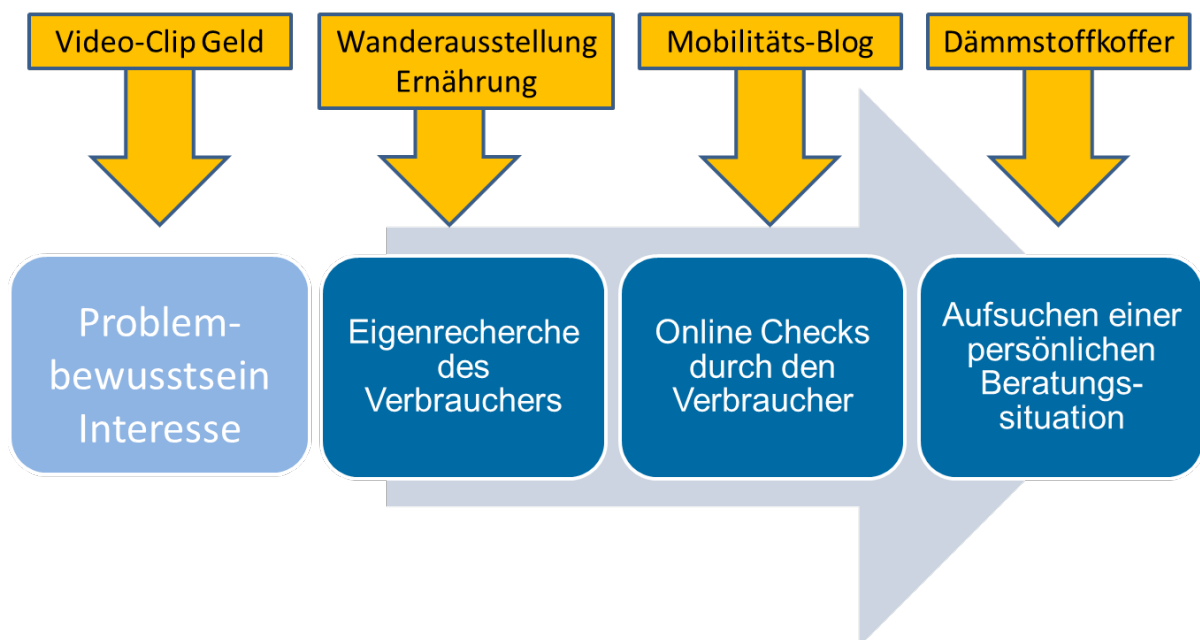 Video-Clip Geld
Wanderausstellung
Ernährung
Mobilitäts-Blog
Dämmstoffkoffer
Problem-
bewusstsein
Interesse
Eigenrecherche
des
Verbrauchers
Online Checks
durch den
Verbraucher
Aufsuchen einer
persönlichen
Beratungs-
situation